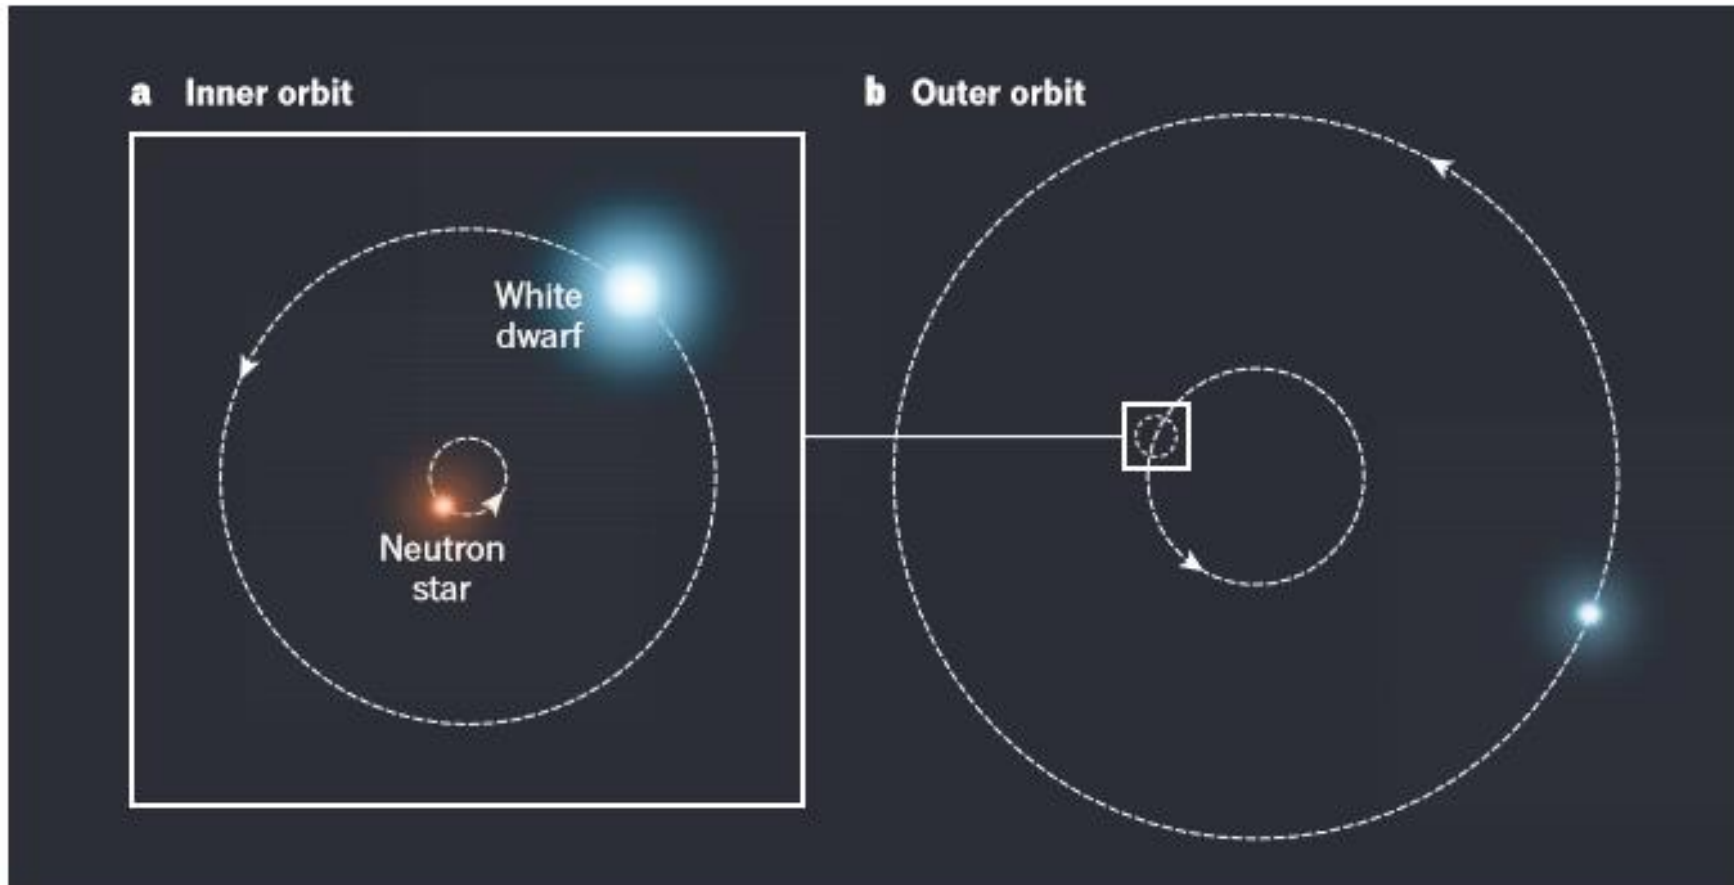 a Inner orbit
b Outer orbit
White
dwarf
Neutron
star